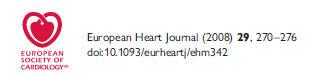 European Heart Journal (2008) 29, 270–276
doi:10.1093/eurheartj/ehm342
EUROPEAN
SOCIETY OF
CARDIOLOGY®